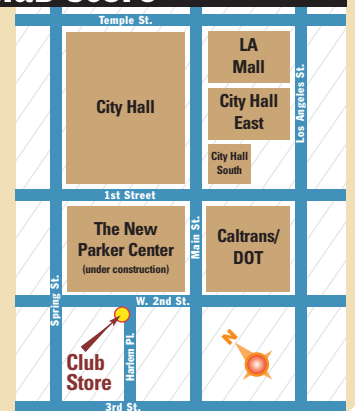 Temple St.
LA
Mall
City Hall
City Hall
East
Los Angeles St.
City Hall
South
1st Street
The New
Parker Center
(under construction)
Main St.
Caltrans/
DOT
Spring St.
W. 2nd St.
Club
Store
Harlem Pl.
N
3rd St.